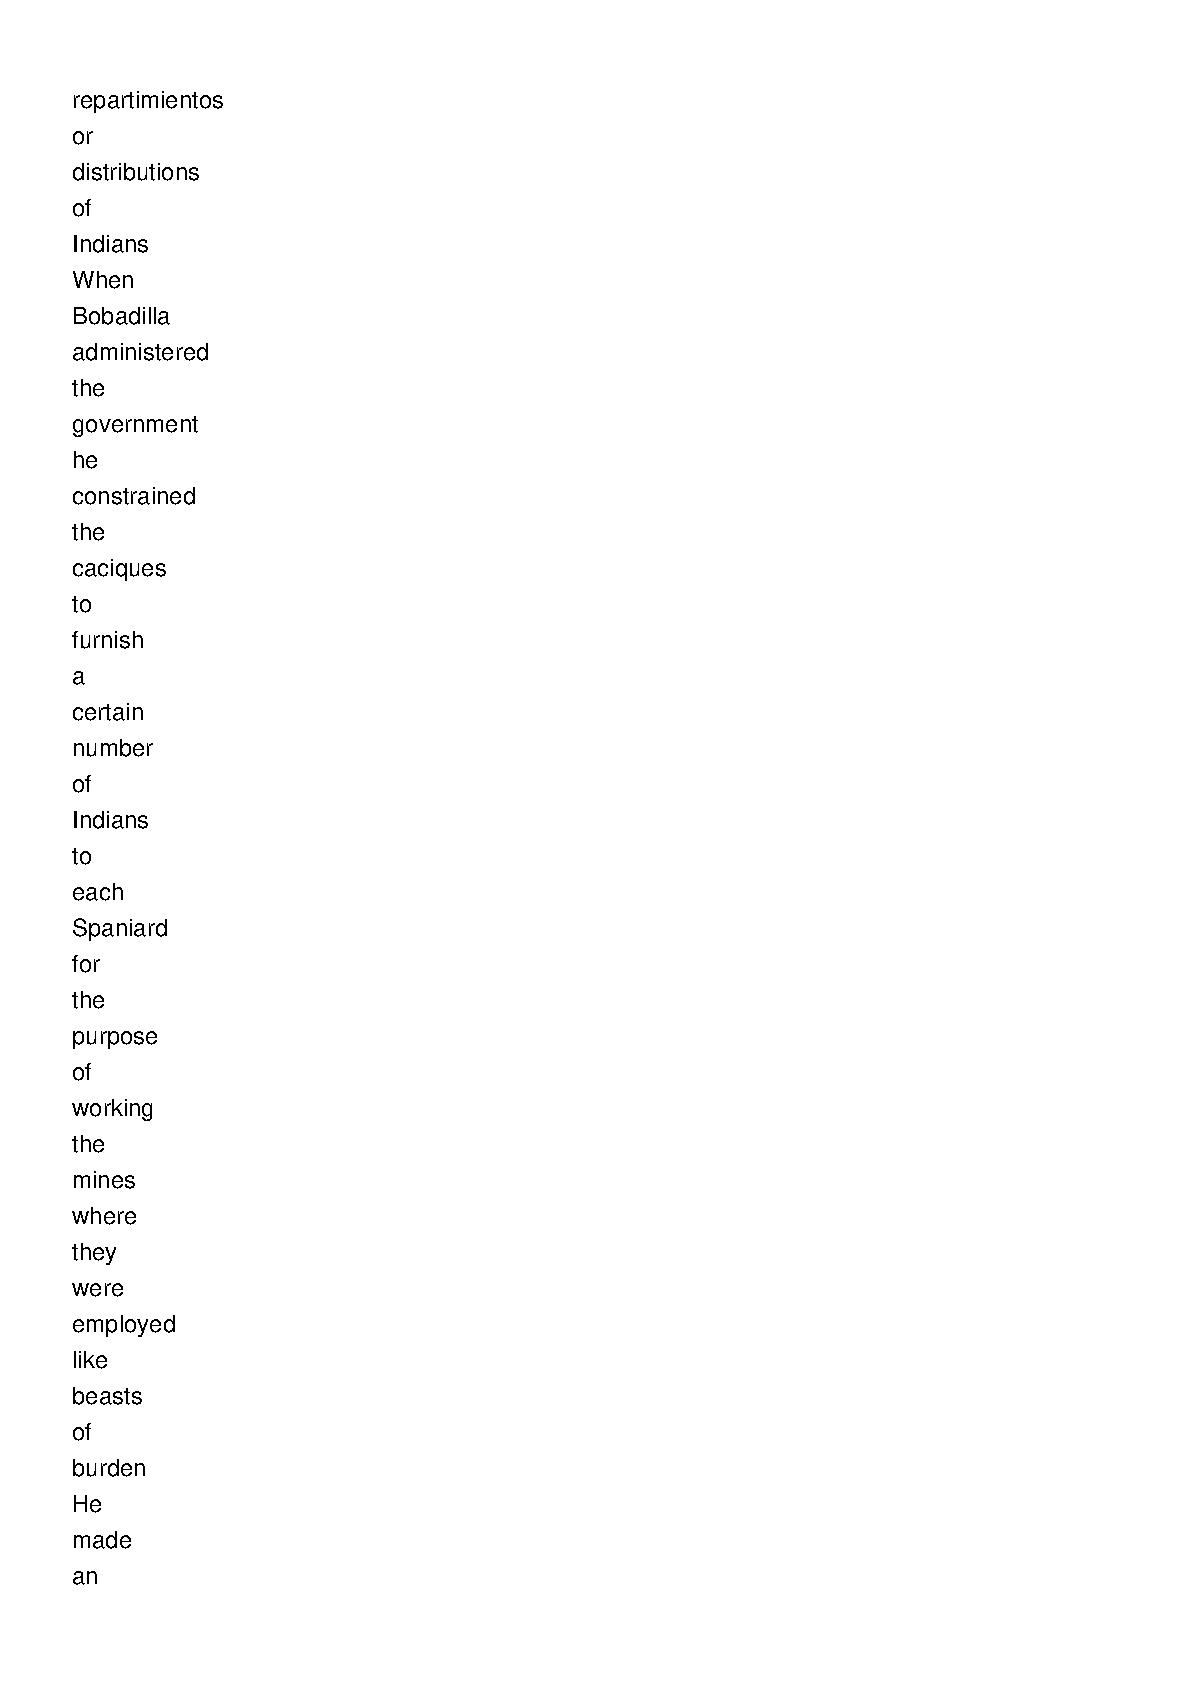 repartimientos
or
distributions
of
Indians
When
Bobadilla
administered
the
government
he
constrained
the
caciques
to
furnish
a
certain
number
of
Indians
to
each
Spaniard
for
the
purpose
of
working
the
mines
where
they
were
employed
like
beasts
of
burden
He
made
an